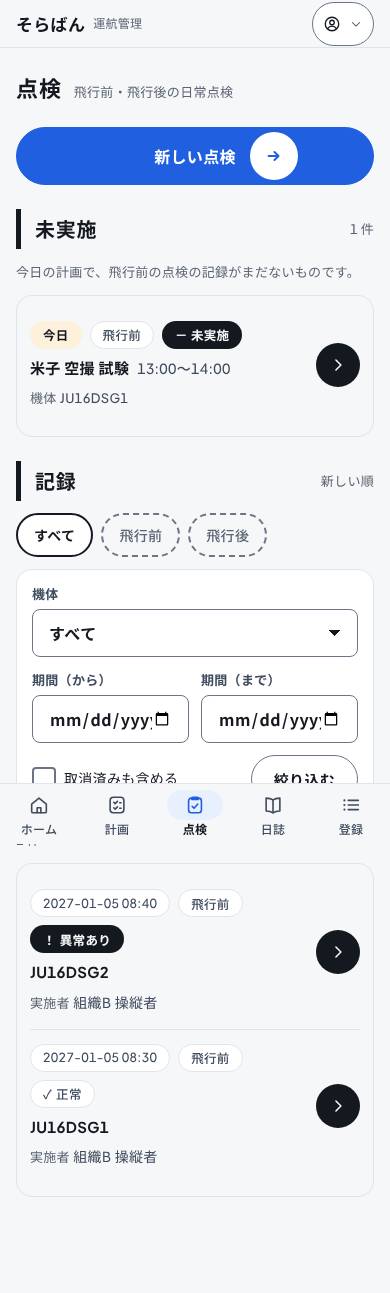 そらばん 運航管理
点検 飛行前・飛行後の日常点検
新しい点検
未実施 1 件
今日の計画で、飛行前の点検の記録がまだないものです。
今日 飛行前 － 未実施
米子 空撮 試験 13:00〜14:00
機体 JU16DSG1
記録 新しい順
すべて 飛行前 飛行後
機体
すべて
期間（から） 期間（まで）
mm/dd/yyyy mm/dd/yyyy
取消済みも含める 絞り込む
ホーム 計画 点検 日誌 登録
2027-01-05 08:40 飛行前
！ 異常あり
JU16DSG2
実施者 組織B 操縦者
2027-01-05 08:30 飛行前
✓ 正常
JU16DSG1
実施者 組織B 操縦者